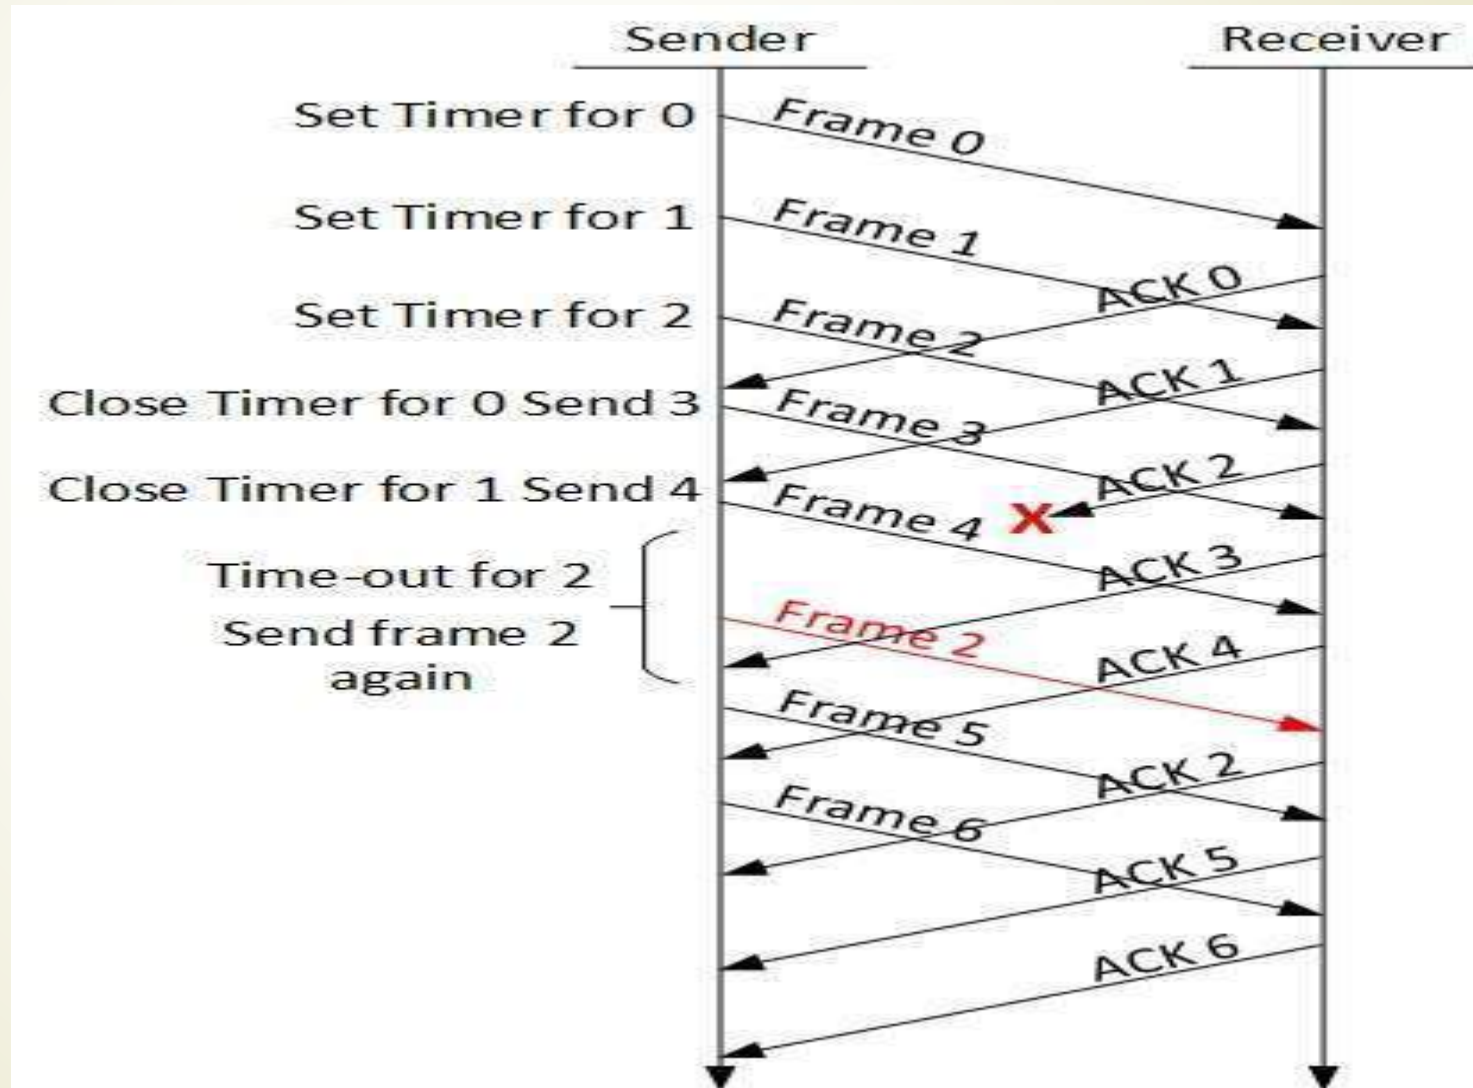 Sender
Receiver
Set Timer for 0
Frame 0
Set Timer for 1
Frame 1
ACK 0
Set Timer for 2
Frame 2
ACK 1
Close Timer for 0 Send 3
Frame 3
ACK 2
Close Timer for 1 Send 4
Frame 4
X
ACK 3
Time-out for 2
Send frame 2
again
Frame 2
ACK 4
Frame 5
ACK 2
Frame 6
ACK 5
ACK 6